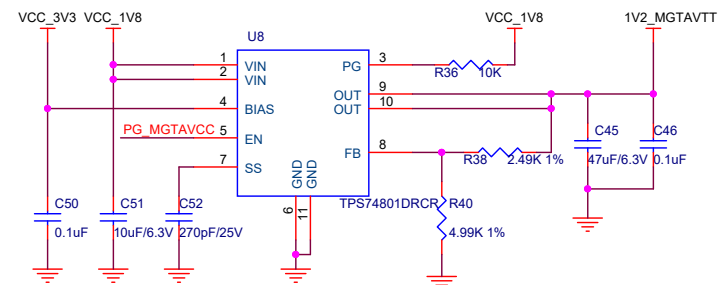 VCC_3V3 VCC_1V8 VCC_1V8 1V2_MGTAVTT
U8
1 VIN PG 3
2 VIN R36 10K
OUT 9
4 BIAS OUT 10
PG_MGTAVCC 5 EN C45 C46
7 SS FB 8 R38 2.49K 1% 47uF/6.3V 0.1uF
GND GND
6 11
TPS74801DRCR R40
4.99K 1%
C50 C51 C52
0.1uF 10uF/6.3V 270pF/25V